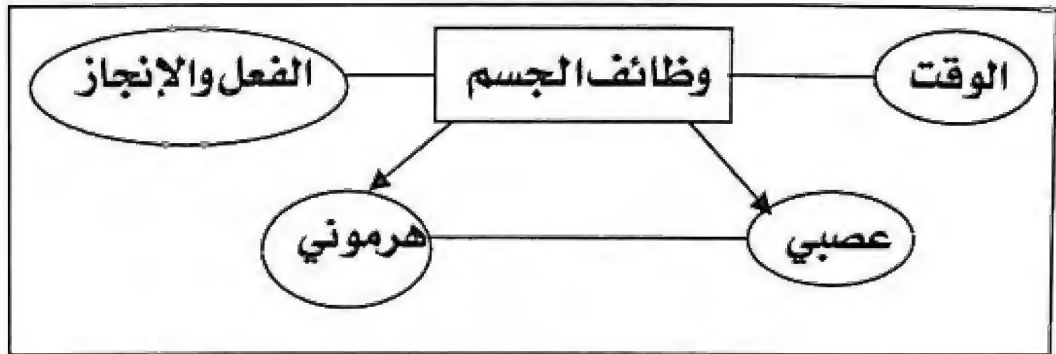 الوقت
وظائف الجسم
الفعل والإنجاز
عصبي
هرموني